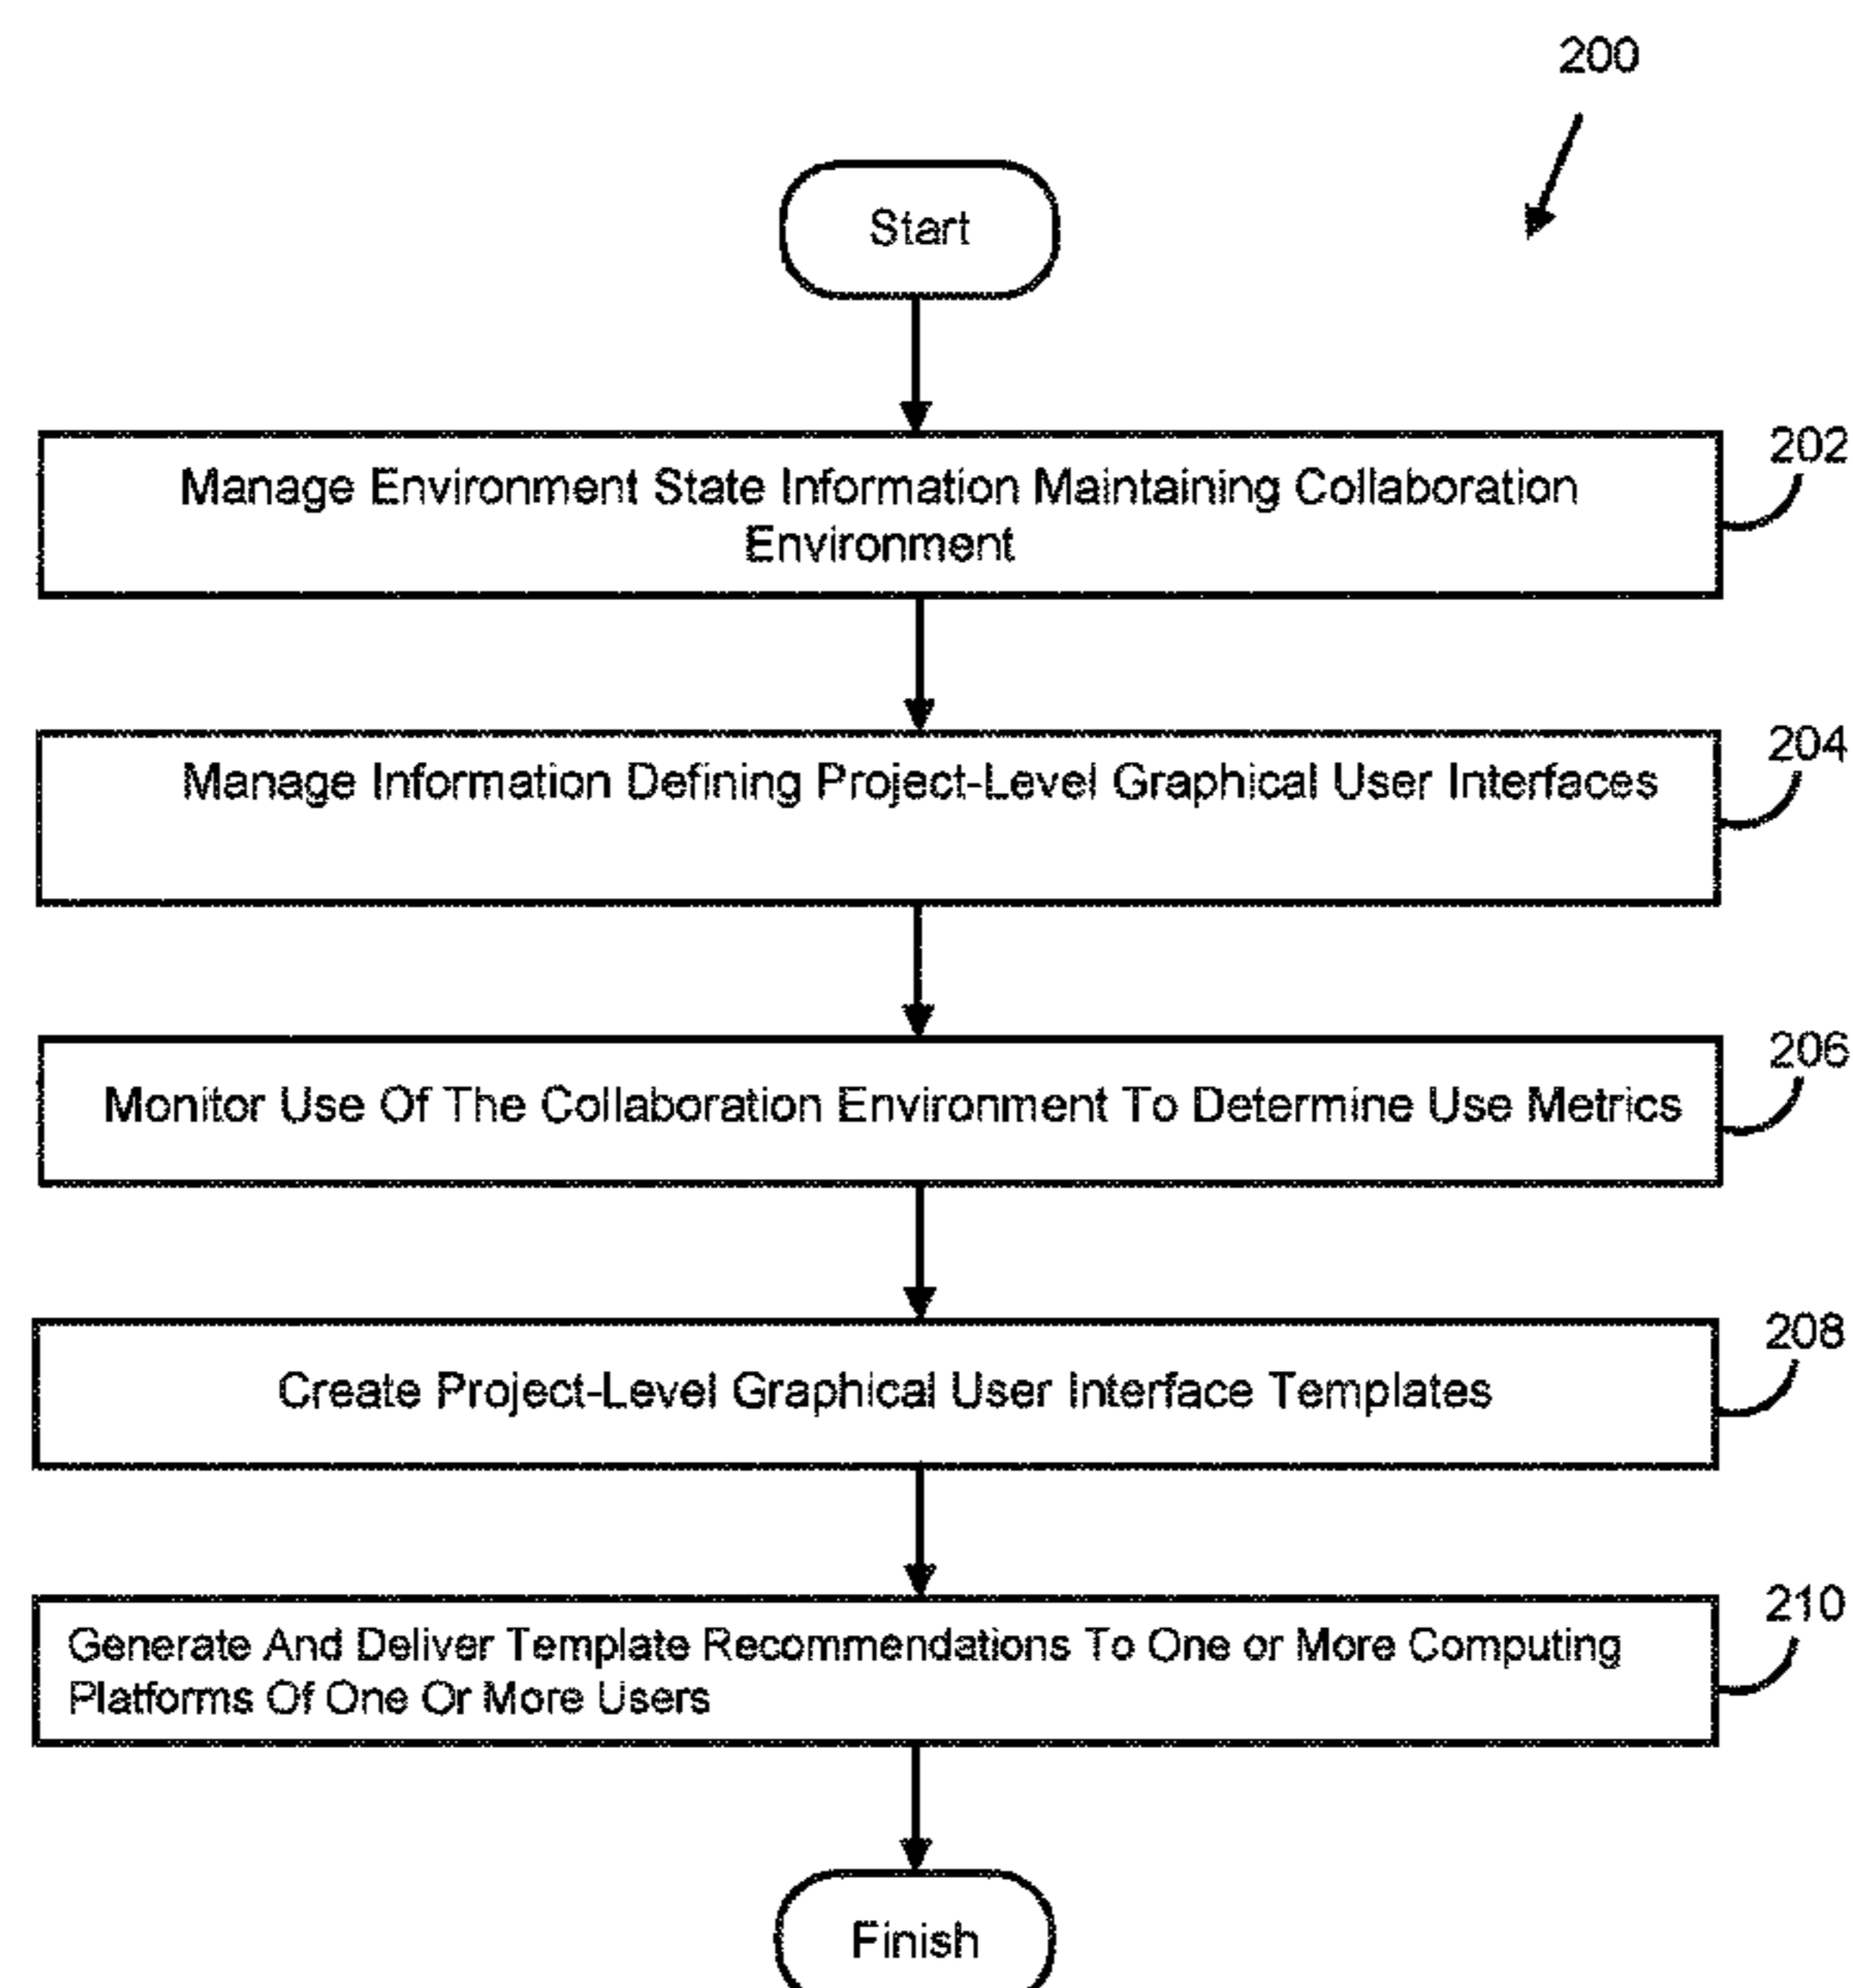 200
Start
Manage Environment State Information Maintaining Collaboration
Environment
202
Manage Information Defining Project-Level Graphical User Interfaces
204
Monitor Use Of The Collaboration Environment To Determine Use Metrics
206
Create Project-Level Graphical User Interface Templates
208
Generate And Deliver Template Recommendations To One or More Computing
Platforms Of One Or More Users
210
Finish